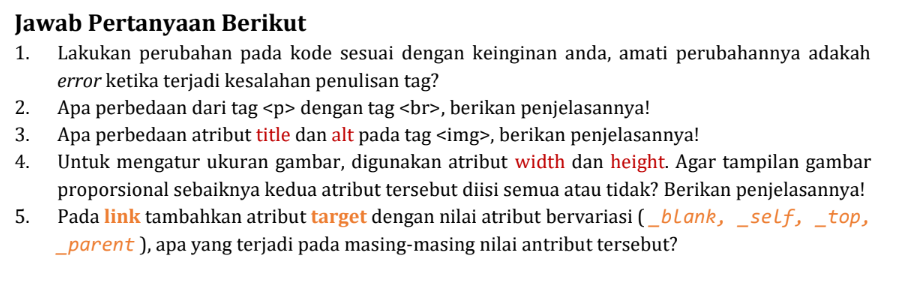 Jawab Pertanyaan Berikut
1. Lakukan perubahan pada kode sesuai dengan keinginan anda, amati perubahannya adakah
error ketika terjadi kesalahan penulisan tag?
2. Apa perbedaan dari tag <p> dengan tag <br>, berikan penjelasannya!
3. Apa perbedaan atribut title dan alt pada tag <img>, berikan penjelasannya!
4. Untuk mengatur ukuran gambar, digunakan atribut width dan height. Agar tampilan gambar
proporsional sebaiknya kedua atribut tersebut diisi semua atau tidak? Berikan penjelasannya!
5. Pada link tambahkan atribut target dengan nilai atribut bervariasi ( _blank, _self, _top,
_parent ), apa yang terjadi pada masing-masing nilai antribut tersebut?